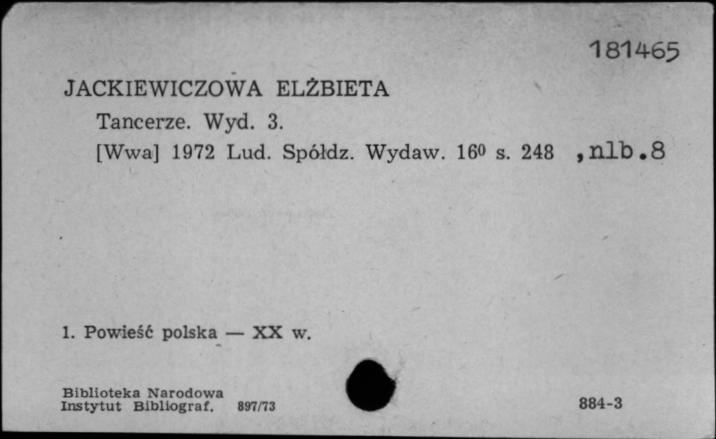 181465
JACKIEWICZOWA ELŻBIETA
Tancerze. Wyd. 3.
[Wwa] 1972 Lud. Spółdz. Wydaw. 16⁰ s. 248 ,nlb.8
1. Powieść polska — XX w.
Biblioteka Narodowa
Instytut Bibliograf. 897/73
884-3